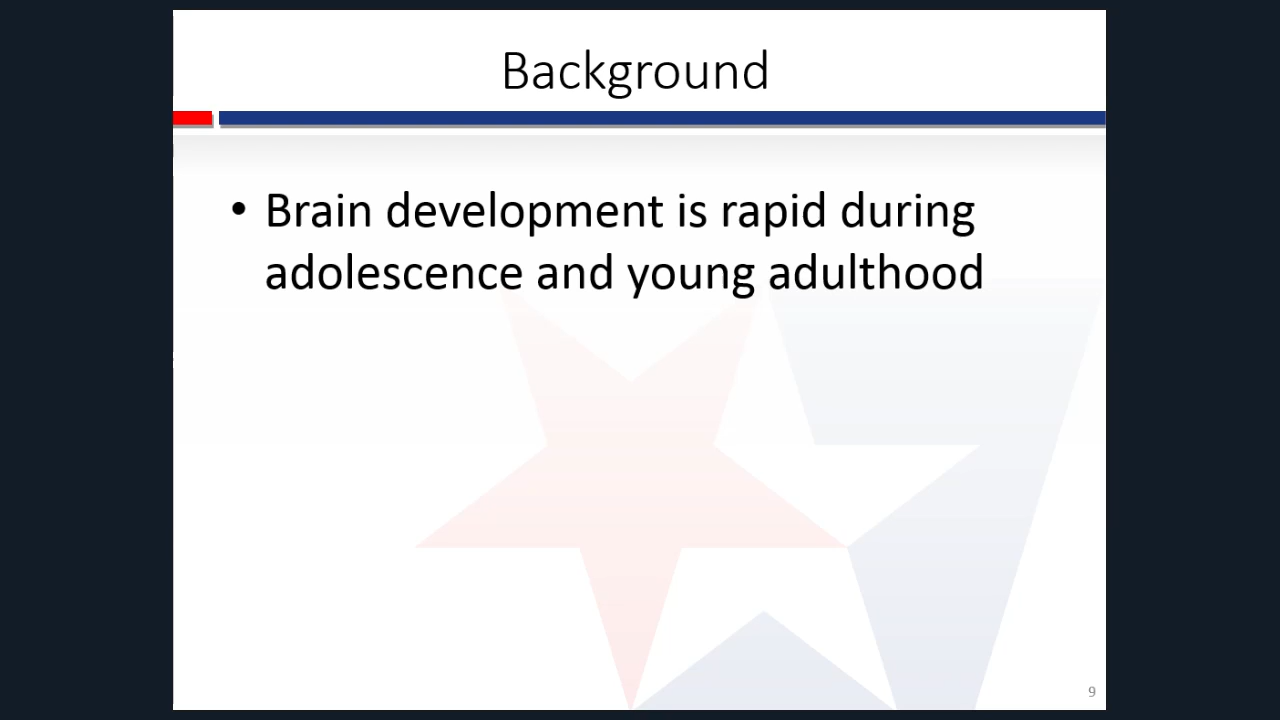 Background
• Brain development is rapid during
adolescence and young adulthood
9